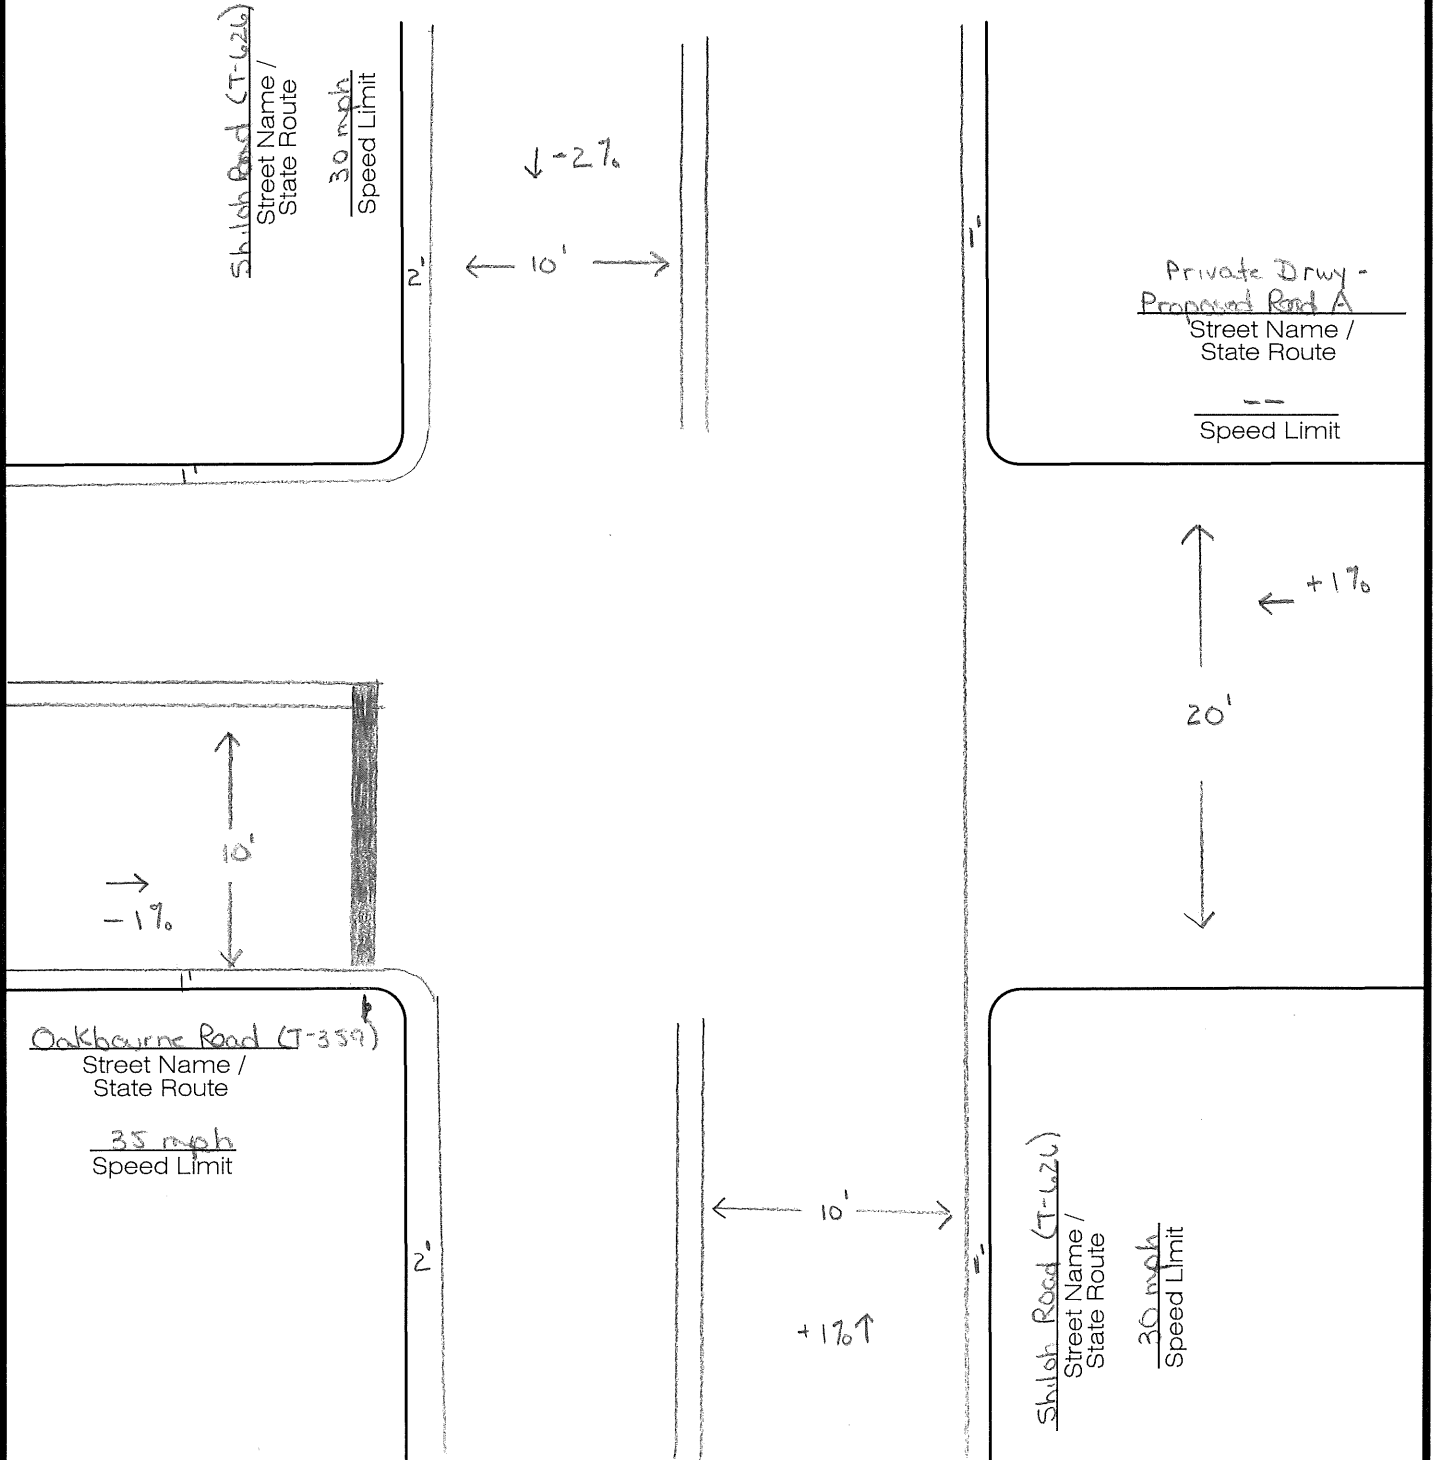 Shiloh Road (T-626)
Street Name /
State Route
30 mph
Speed Limit
↓ -2%
← 10' →
2'
1'
Private Drwy -
Proposed Road A
Street Name /
State Route
--
Speed Limit
1'
← +1%
20'
10'
→
-1%
1'
Oakbourne Road (T-359)
Street Name /
State Route
35 mph
Speed Limit
2'
← 10' →
1'
+1% ↑
Shiloh Road (T-626)
Street Name /
State Route
30 mph
Speed Limit